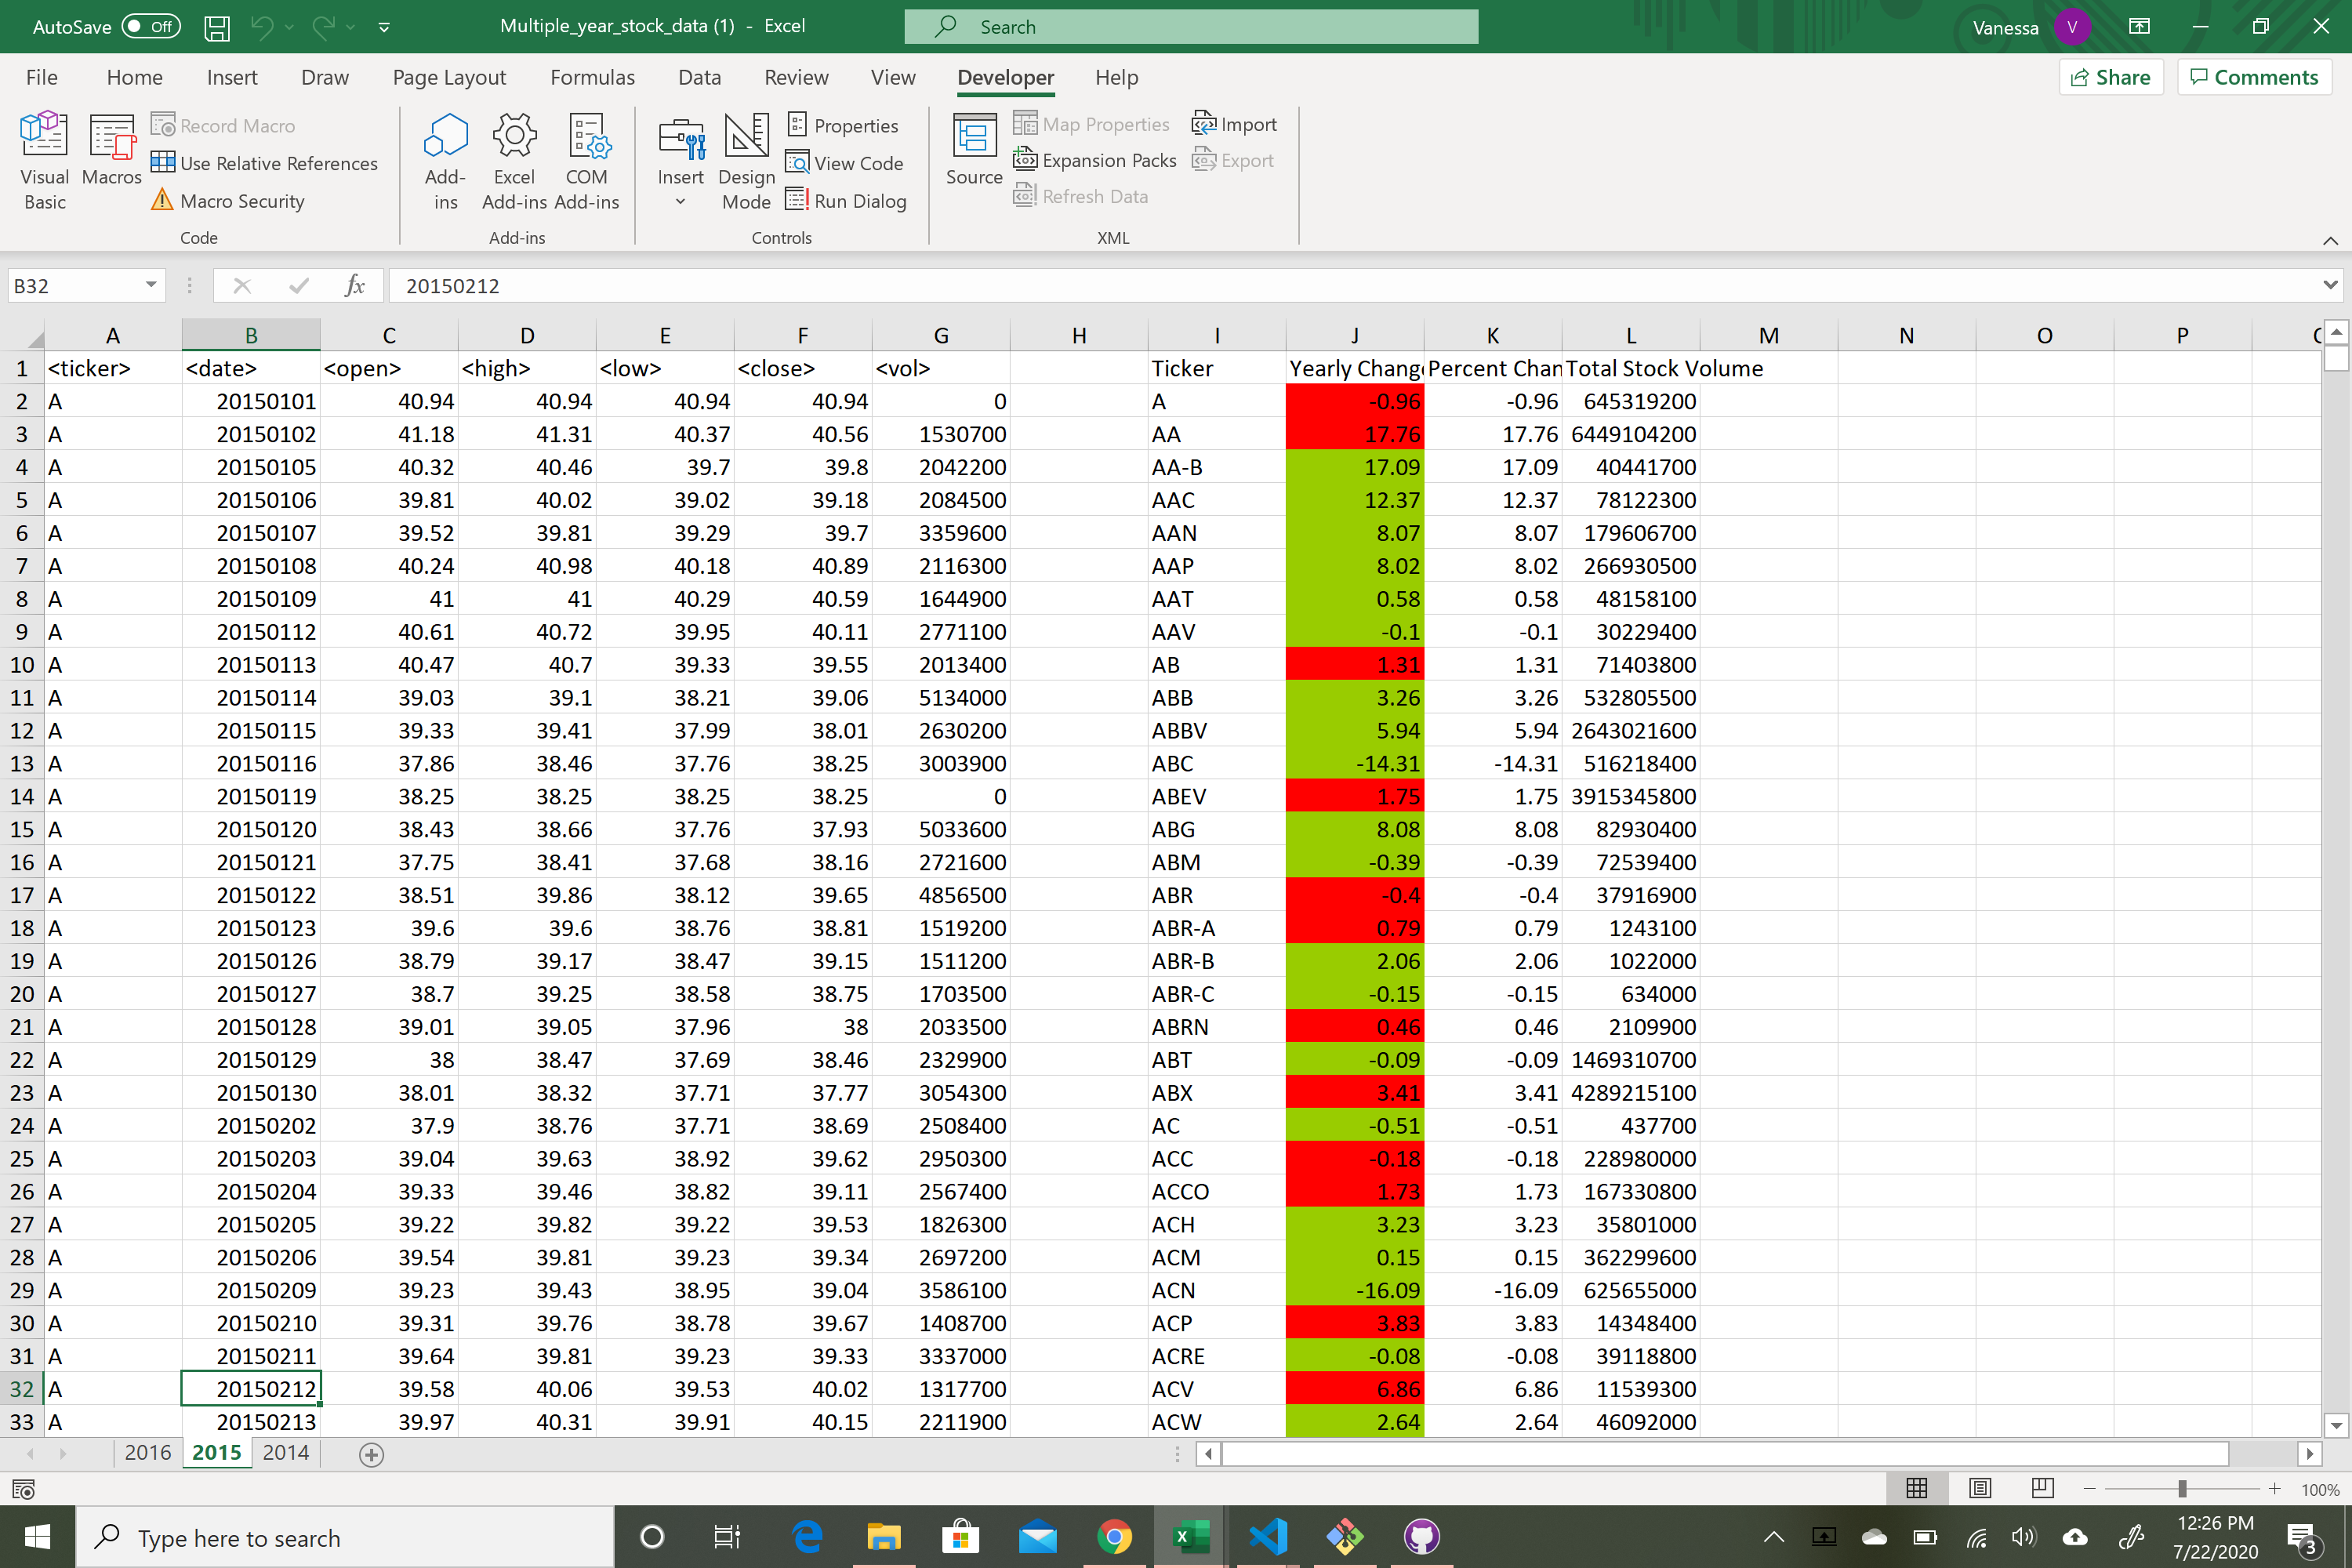 AutoSave Off Multiple_year_stock_data (1) - Excel Search Vanessa V
File Home Insert Draw Page Layout Formulas Data Review View Developer Help Share Comments
Visual Basic Macros Record Macro Use Relative References Macro Security Add-ins Excel Add-ins COM Add-ins Insert Design Mode Properties View Code Run Dialog Source Map Properties Expansion Packs Refresh Data Import Export
Code Add-ins Controls XML
B32 fx 20150212
A B C D E F G H I J K L M N O P
1 <ticker> <date> <open> <high> <low> <close> <vol> Ticker Yearly Chang Percent Chan Total Stock Volume
2 A 20150101 40.94 40.94 40.94 40.94 0 A -0.96 -0.96 645319200
3 A 20150102 41.18 41.31 40.37 40.56 1530700 AA 17.76 17.76 6449104200
4 A 20150105 40.32 40.46 39.7 39.8 2042200 AA-B 17.09 17.09 40441700
5 A 20150106 39.81 40.02 39.02 39.18 2084500 AAC 12.37 12.37 78122300
6 A 20150107 39.52 39.81 39.29 39.7 3359600 AAN 8.07 8.07 179606700
7 A 20150108 40.24 40.98 40.18 40.89 2116300 AAP 8.02 8.02 266930500
8 A 20150109 41 41 40.29 40.59 1644900 AAT 0.58 0.58 48158100
9 A 20150112 40.61 40.72 39.95 40.11 2771100 AAV -0.1 -0.1 30229400
10 A 20150113 40.47 40.7 39.33 39.55 2013400 AB 1.31 1.31 71403800
11 A 20150114 39.03 39.1 38.21 39.06 5134000 ABB 3.26 3.26 532805500
12 A 20150115 39.33 39.41 37.99 38.01 2630200 ABBV 5.94 5.94 2643021600
13 A 20150116 37.86 38.46 37.76 38.25 3003900 ABC -14.31 -14.31 516218400
14 A 20150119 38.25 38.25 38.25 38.25 0 ABEV 1.75 1.75 3915345800
15 A 20150120 38.43 38.66 37.76 37.93 5033600 ABG 8.08 8.08 82930400
16 A 20150121 37.75 38.41 37.68 38.16 2721600 ABM -0.39 -0.39 72539400
17 A 20150122 38.51 39.86 38.12 39.65 4856500 ABR -0.4 -0.4 37916900
18 A 20150123 39.6 39.6 38.76 38.81 1519200 ABR-A 0.79 0.79 1243100
19 A 20150126 38.79 39.17 38.47 39.15 1511200 ABR-B 2.06 2.06 1022000
20 A 20150127 38.7 39.25 38.58 38.75 1703500 ABR-C -0.15 -0.15 634000
21 A 20150128 39.01 39.05 37.96 38 2033500 ABRN 0.46 0.46 2109900
22 A 20150129 38 38.47 37.69 38.46 2329900 ABT -0.09 -0.09 1469310700
23 A 20150130 38.01 38.32 37.71 37.77 3054300 ABX 3.41 3.41 4289215100
24 A 20150202 37.9 38.76 37.71 38.69 2508400 AC -0.51 -0.51 437700
25 A 20150203 39.04 39.63 38.92 39.62 2950300 ACC -0.18 -0.18 228980000
26 A 20150204 39.33 39.46 38.82 39.11 2567400 ACCO 1.73 1.73 167330800
27 A 20150205 39.22 39.82 39.22 39.53 1826300 ACH 3.23 3.23 35801000
28 A 20150206 39.54 39.81 39.23 39.34 2697200 ACM 0.15 0.15 362299600
29 A 20150209 39.23 39.43 38.95 39.04 3586100 ACN -16.09 -16.09 625655000
30 A 20150210 39.31 39.76 38.78 39.67 1408700 ACP 3.83 3.83 14348400
31 A 20150211 39.64 39.81 39.23 39.33 3337000 ACRE -0.08 -0.08 39118800
32 A 20150212 39.58 40.06 39.53 40.02 1317700 ACV 6.86 6.86 11539300
33 A 20150213 39.97 40.31 39.91 40.15 2211900 ACW 2.64 2.64 46092000
2016 2015 2014
100%
Type here to search 12:26 PM
7/22/2020 3